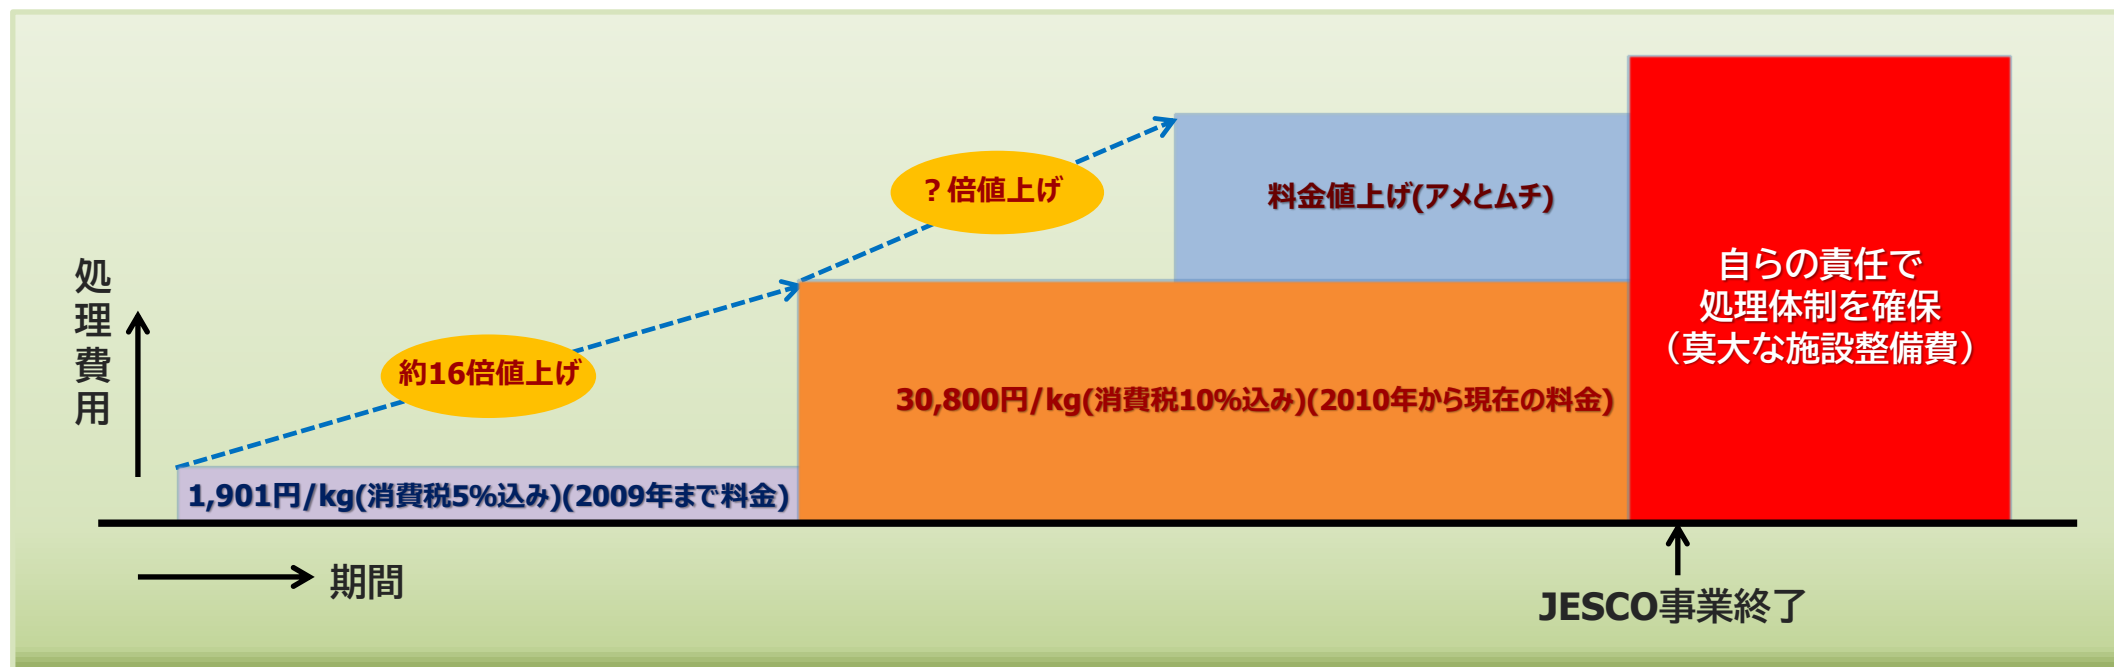 ?倍値上げ
料金値上げ(アメとムチ)
自らの責任で
処理体制を確保
(莫大な施設整備費)
処理費用
約16倍値上げ
30,800円/kg(消費税10%込み)(2010年から現在の料金)
1,901円/kg(消費税5%込み)(2009年まで料金)
期間
JESCO事業終了